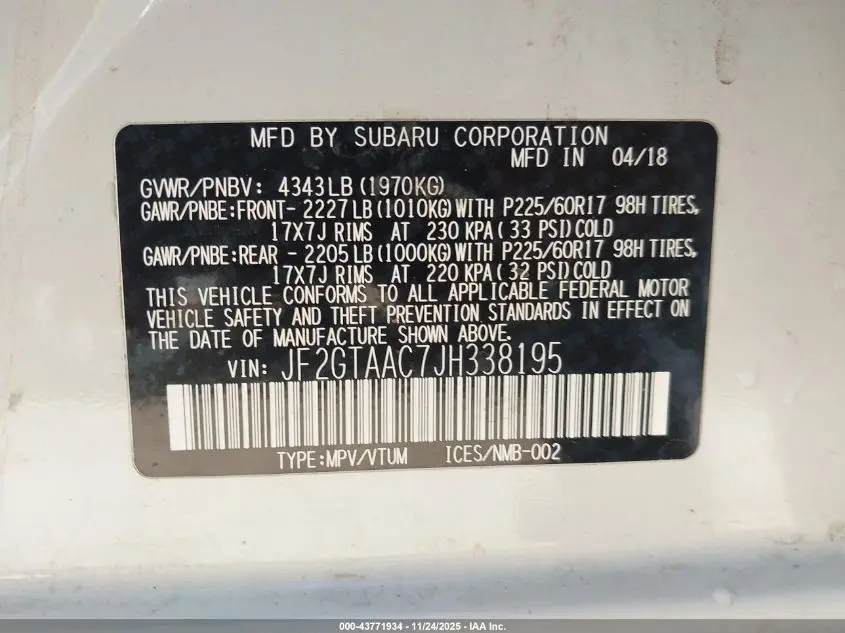 MFD BY SUBARU CORPORATION
MFD IN 04/18
GVWR/PNBV: 4343LB (1970KG)
GAWR/PNBE:FRONT- 2227LB (1010KG) WITH P225/60R17 98H TIRES,
17X7J RIMS AT 230 KPA( 33 PSI) COLD
GAWR/PNBE:REAR - 2205LB (1000KG) WITH P225/60R17 98H TIRES,
17X7J RIMS AT 220 KPA( 32 PSI) COLD
THIS VEHICLE CONFORMS TO ALL APPLICABLE FEDERAL MOTOR
VEHICLE SAFETY AND THEFT PREVENTION STANDARDS IN EFFECT ON
THE DATE OF MANUFACTURE SHOWN ABOVE.
VIN: JF2GTAAC7JH338195
TYPE:MPV/VTUM ICES/NMB-002
000-43771934 - 11/24/2025 - IAA Inc.